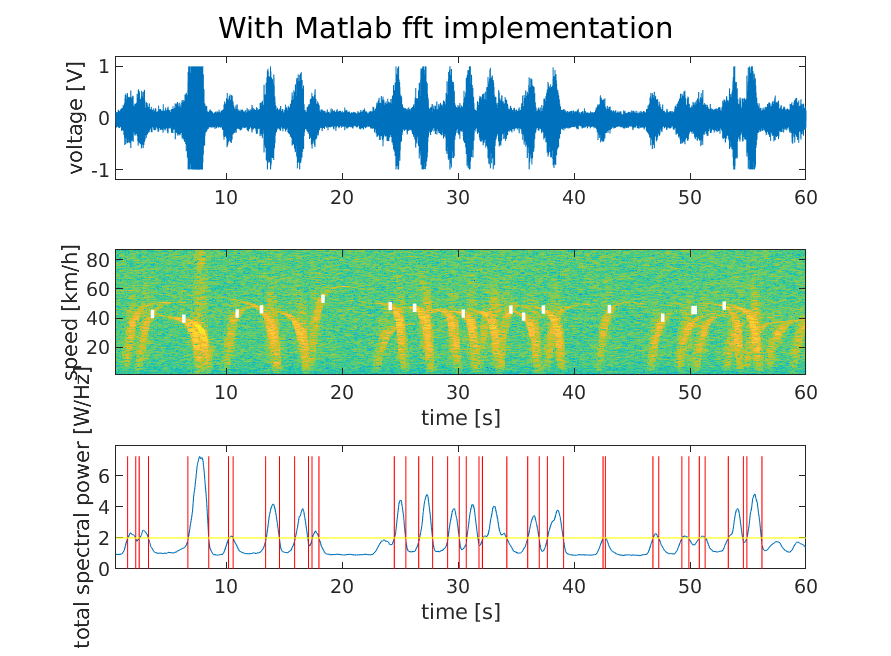 With Matlab fft implementation
voltage [V]
1
0
-1
10 20 30 40 50 60
speed [km/h]
80
60
40
20
10 20 30 40 50 60
time [s]
total spectral power [W/Hz]
6
4
2
0
10 20 30 40 50 60
time [s]